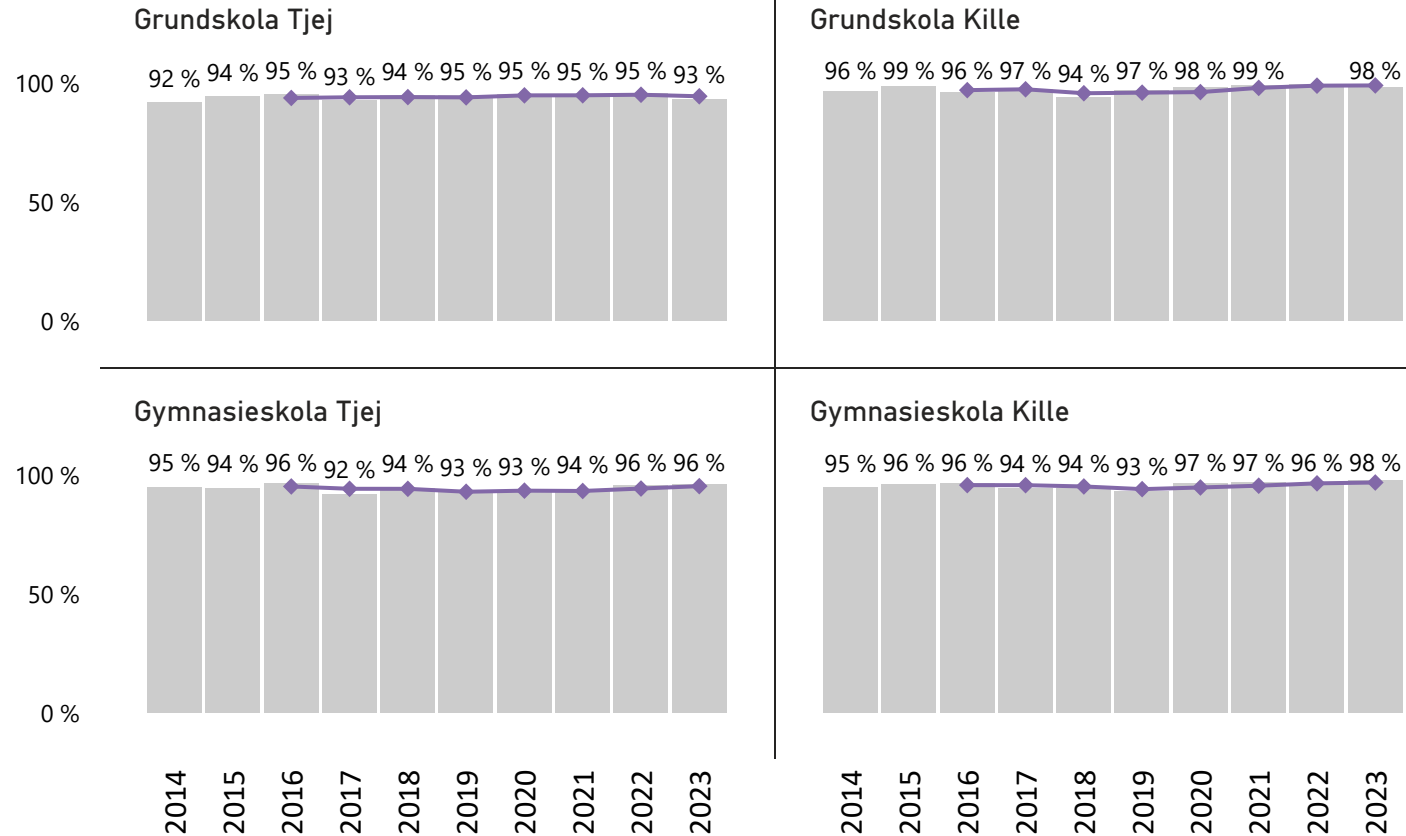 Grundskola Tjej
92 % 94 % 95 % 93 % 94 % 95 % 95 % 95 % 95 % 93 %
100 %
50 %
0 %
Grundskola Kille
96 % 99 % 96 % 97 % 94 % 97 % 98 % 99 % 98 %
Gymnasieskola Tjej
95 % 94 % 96 % 92 % 94 % 93 % 93 % 94 % 96 % 96 %
100 %
50 %
0 %
Gymnasieskola Kille
95 % 96 % 96 % 94 % 94 % 93 % 97 % 97 % 96 % 98 %
2014 2015 2016 2017 2018 2019 2020 2021 2022 2023
2014 2015 2016 2017 2018 2019 2020 2021 2022 2023